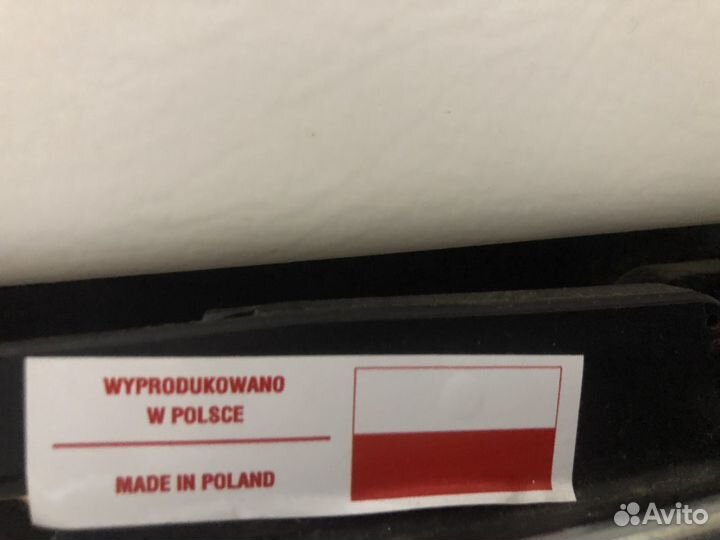 WYPRODUKOWANO
W POLSCE
MADE IN POLAND
Avito